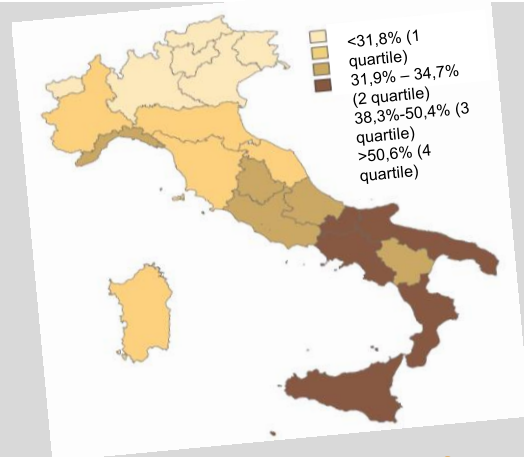 <31,8% (1
quartile)
31,9% – 34,7%
(2 quartile)
38,3%-50,4% (3
quartile)
>50,6% (4
quartile)